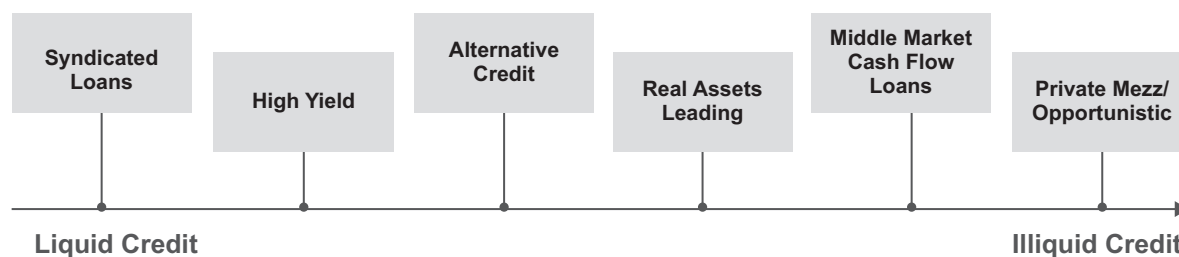 Syndicated
Loans
High Yield
Alternative
Credit
Real Assets
Leading
Middle Market
Cash Flow
Loans
Private Mezz/
Opportunistic
Liquid Credit
Illiquid Credit